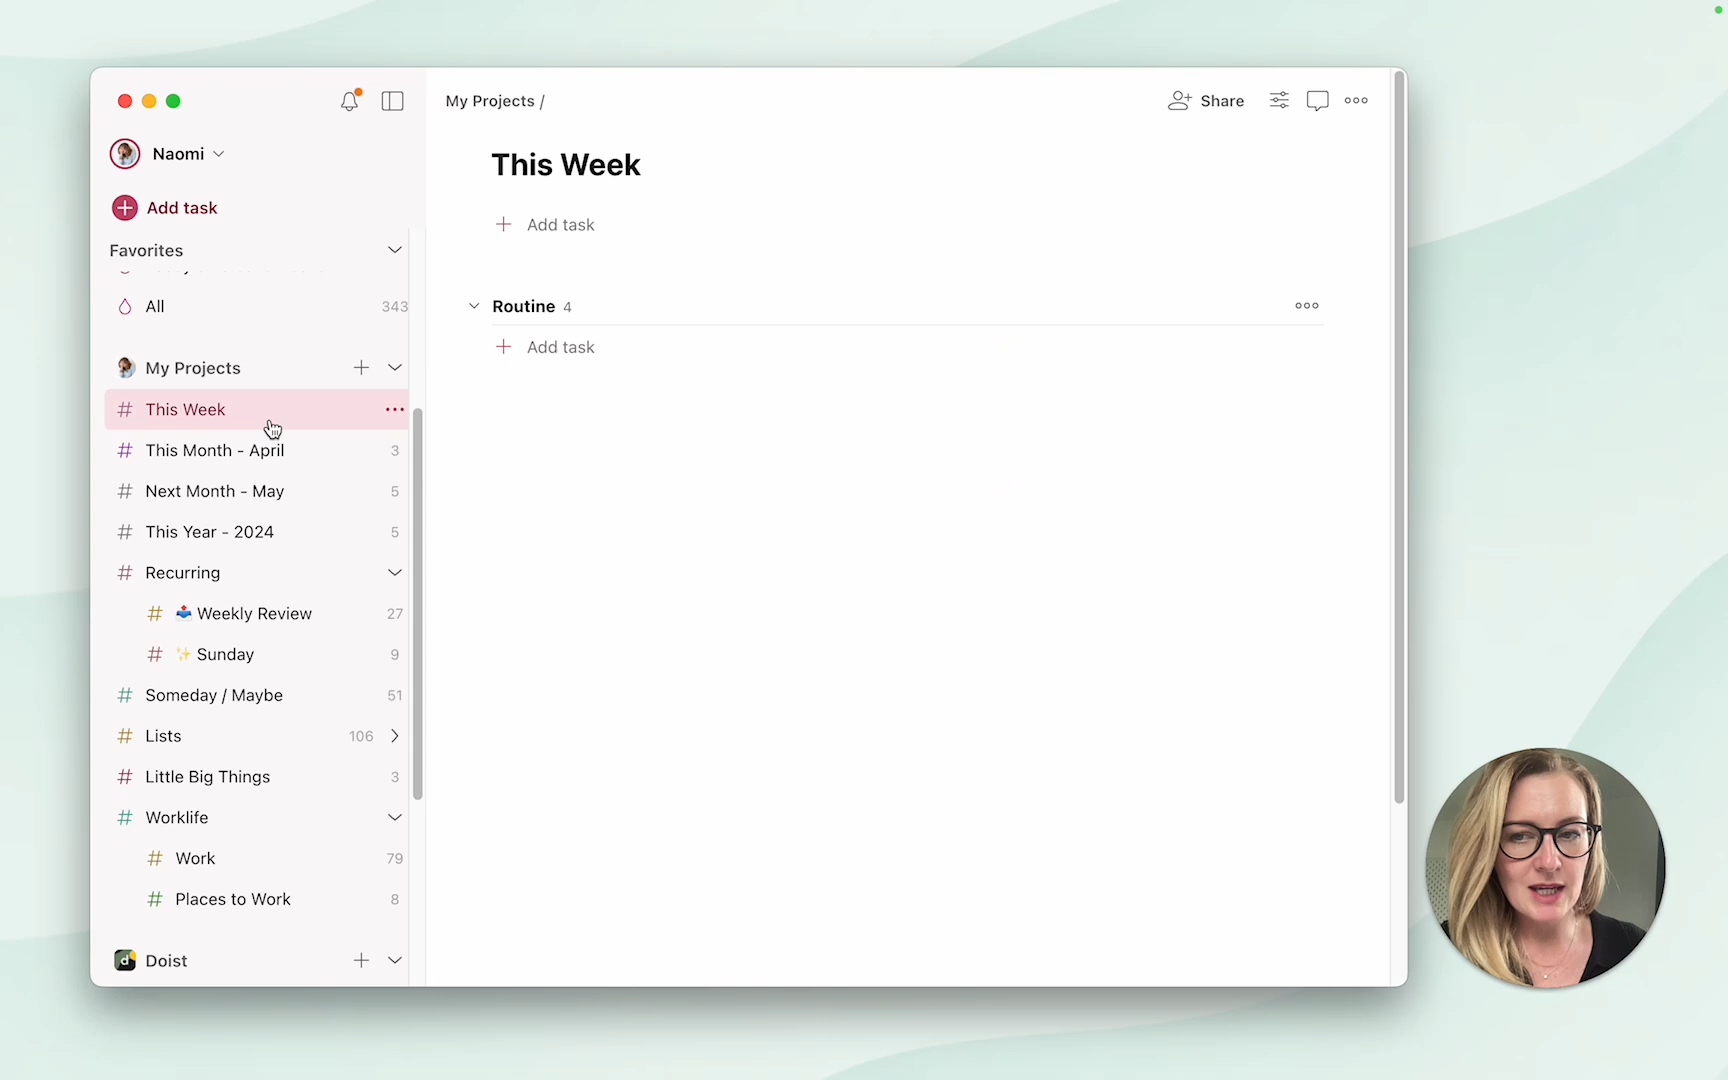 My Projects /
Share
Naomi
Add task
Favorites
All 343
My Projects
This Week
This Month - April 3
Next Month - May 5
This Year - 2024 5
Recurring
Weekly Review 27
Sunday 9
Someday / Maybe 51
Lists 106
Little Big Things 3
Worklife
Work 79
Places to Work 8
Doist
This Week
Add task
Routine 4
Add task